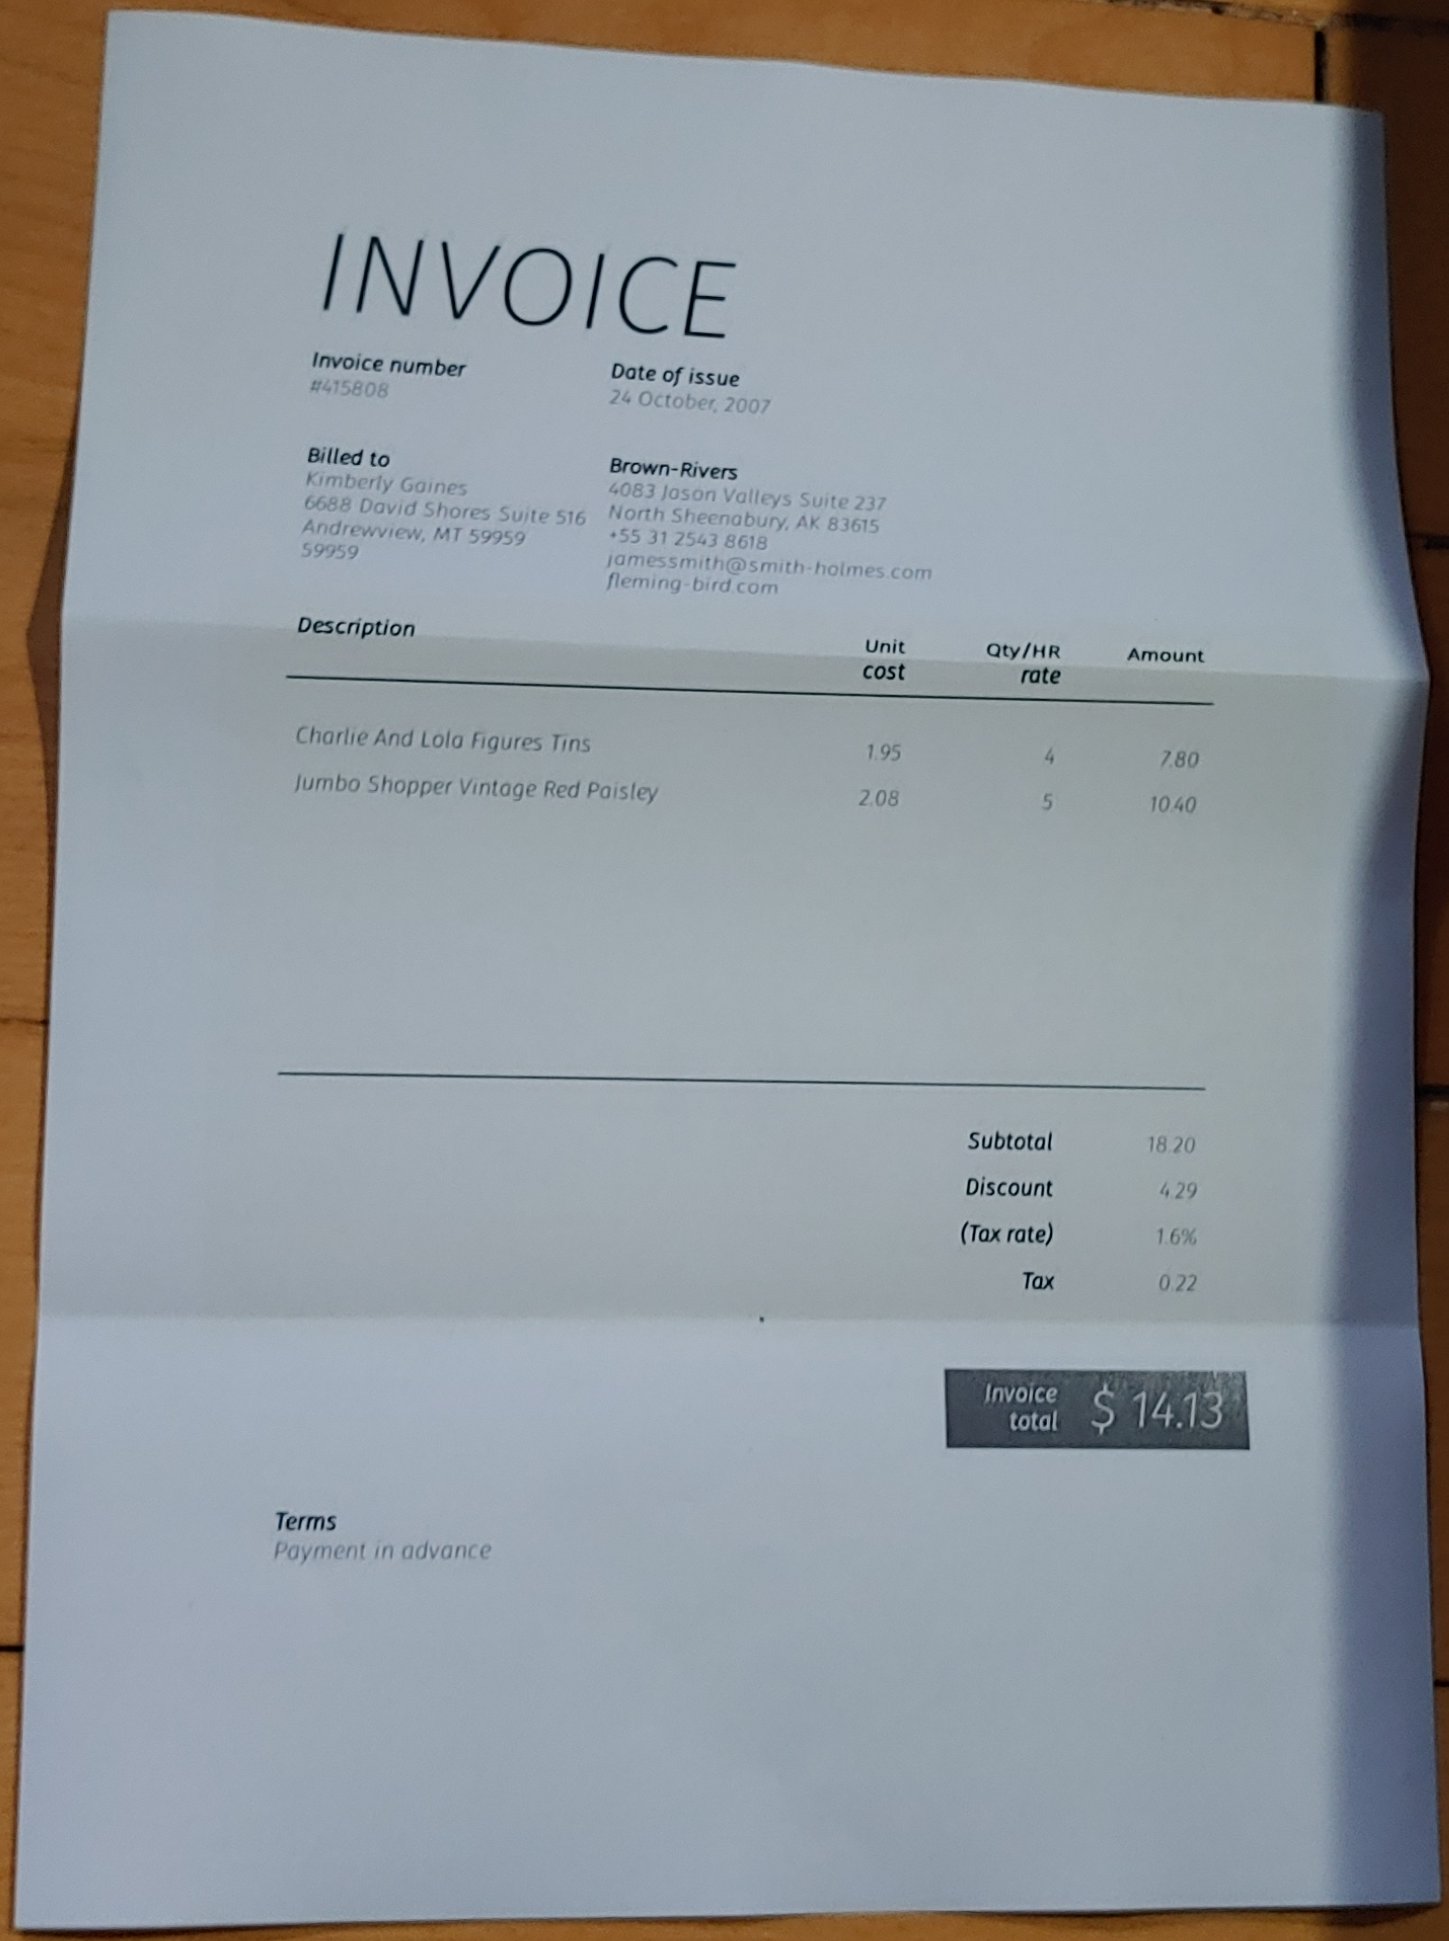 INVOICE
Invoice number
#415808
Date of issue
24 October, 2007
Billed to
Kimberly Gaines
6688 David Shores Suite 516
Andrewview, MT 59959
59959
Brown-Rivers
4083 Jason Valleys Suite 237
North Sheenabury, AK 83615
+55 31 2543 8618
jamessmith@smith-holmes.com
fleming-bird.com
Description Unit cost Qty/HR rate Amount
Charlie And Lola Figures Tins 1.95 4 7.80
Jumbo Shopper Vintage Red Paisley 2.08 5 10.40
Subtotal 18.20
Discount 4.29
(Tax rate) 1.6%
Tax 0.22
Invoice total $ 14.13
Terms
Payment in advance